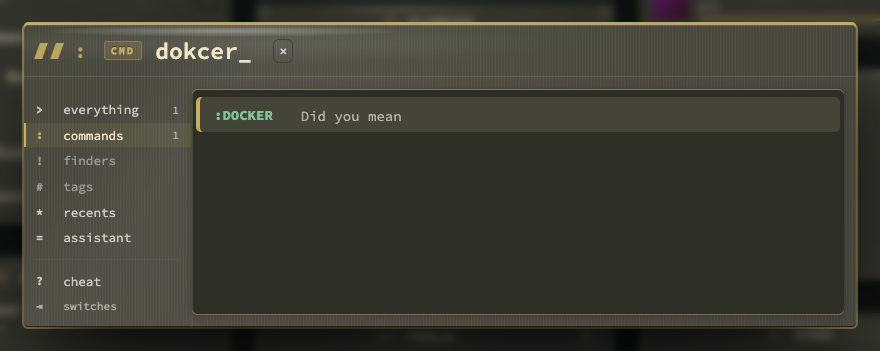 // : CMD dokcer_ ×
> everything 1
: commands 1
! finders
# tags
* recents
= assistant
? cheat
⇥ switches
:DOCKER Did you mean